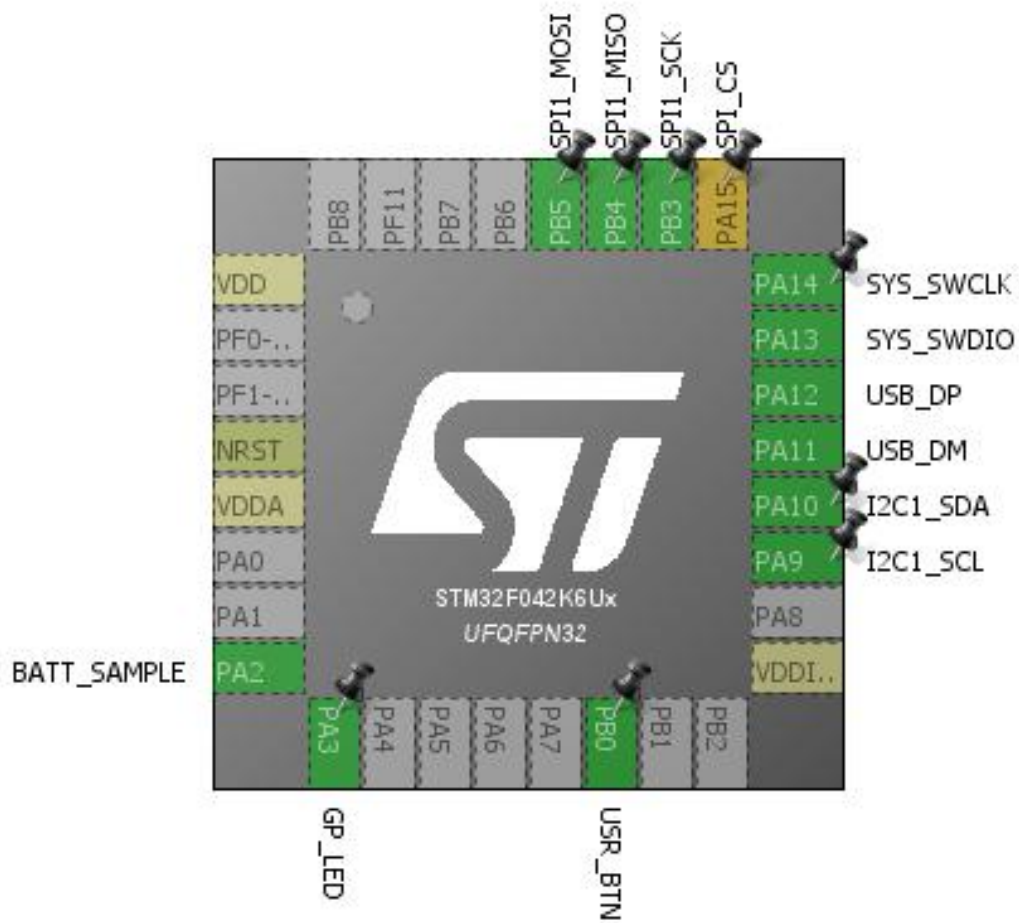 SPI1_MOSI
SPI1_MISO
SPI1_SCK
SPI_CS
PB8
PF11
PB7
PB6
PB5
PB4
PB3
PA15
VDD
PF0-..
PF1-..
NRST
VDDA
PA0
PA1
BATT_SAMPLE PA2
PA14 SYS_SWCLK
PA13 SYS_SWDIO
PA12 USB_DP
PA11 USB_DM
PA10 I2C1_SDA
PA9 I2C1_SCL
PA8
VDDI..
ST
STM32F042K6Ux
UFQFPN32
PA3
PA4
PA5
PA6
PA7
PB0
PB1
PB2
GP_LED
USR_BTN